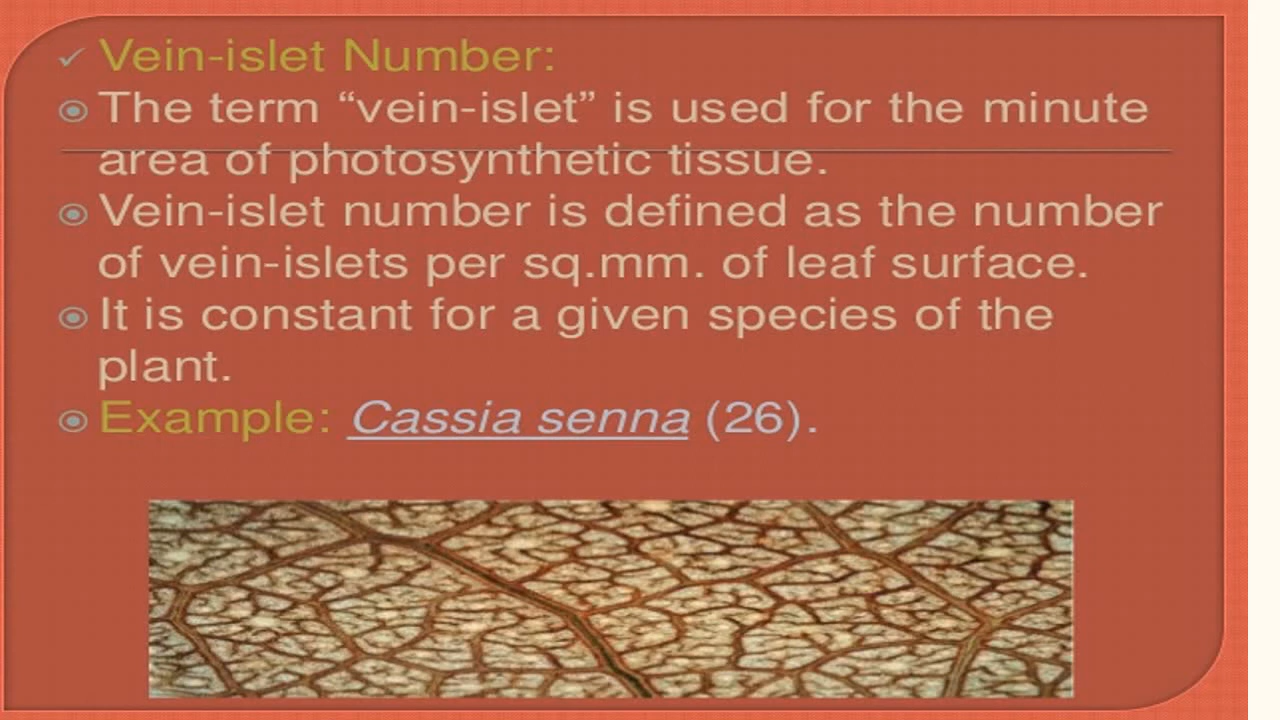 Vein-islet Number:
The term “vein-islet” is used for the minute
area of photosynthetic tissue.
Vein-islet number is defined as the number
of vein-islets per sq.mm. of leaf surface.
It is constant for a given species of the
plant.
Example: Cassia senna (26).